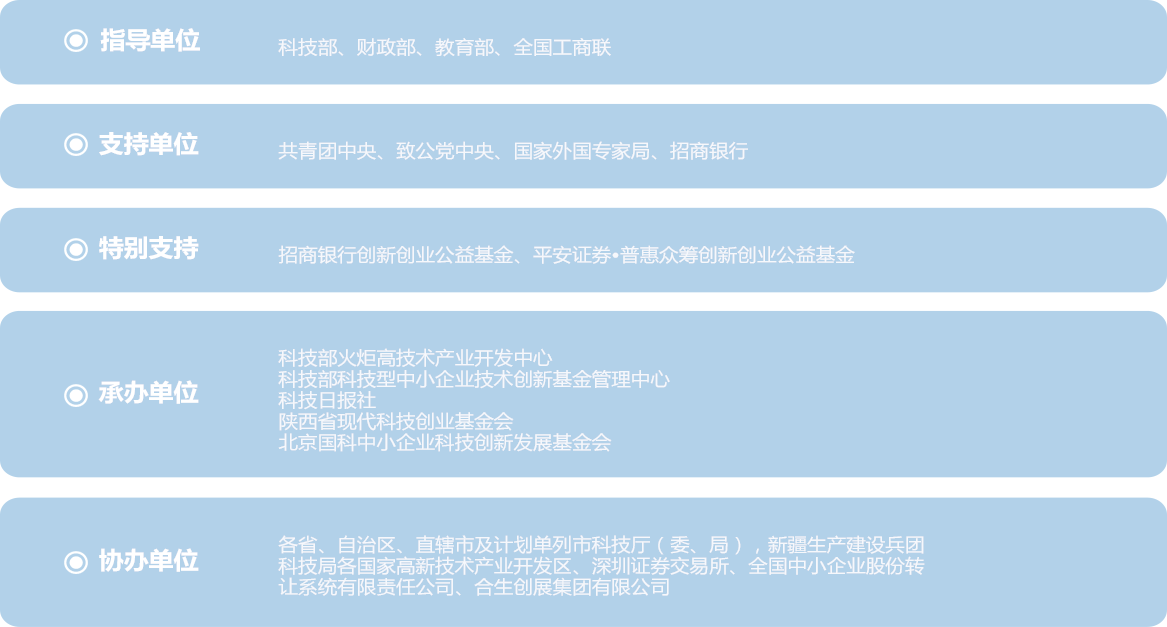 指导单位
科技部、财政部、教育部、全国工商联
支持单位
共青团中央、致公党中央、国家外国专家局、招商银行
特别支持
招商银行创新创业公益基金、平安证券•普惠众筹创新创业公益基金
承办单位
科技部火炬高技术产业开发中心
科技部科技型中小企业技术创新基金管理中心
科技日报社
陕西省现代科技创业基金会
北京国科中小企业科技创新发展基金会
协办单位
各省、自治区、直辖市及计划单列市科技厅（委、局），新疆生产建设兵团
科技局各国家高新技术产业开发区、深圳证券交易所、全国中小企业股份转
让系统有限责任公司、合生创展集团有限公司